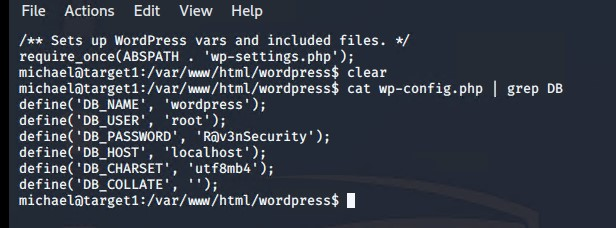 File Actions Edit View Help
/** Sets up WordPress vars and included files. */
require_once(ABSPATH . 'wp-settings.php');
michael@target1:/var/www/html/wordpress$ clear
michael@target1:/var/www/html/wordpress$ cat wp-config.php | grep DB
define('DB_NAME', 'wordpress');
define('DB_USER', 'root');
define('DB_PASSWORD', 'R@v3nSecurity');
define('DB_HOST', 'localhost');
define('DB_CHARSET', 'utf8mb4');
define('DB_COLLATE', '');
michael@target1:/var/www/html/wordpress$